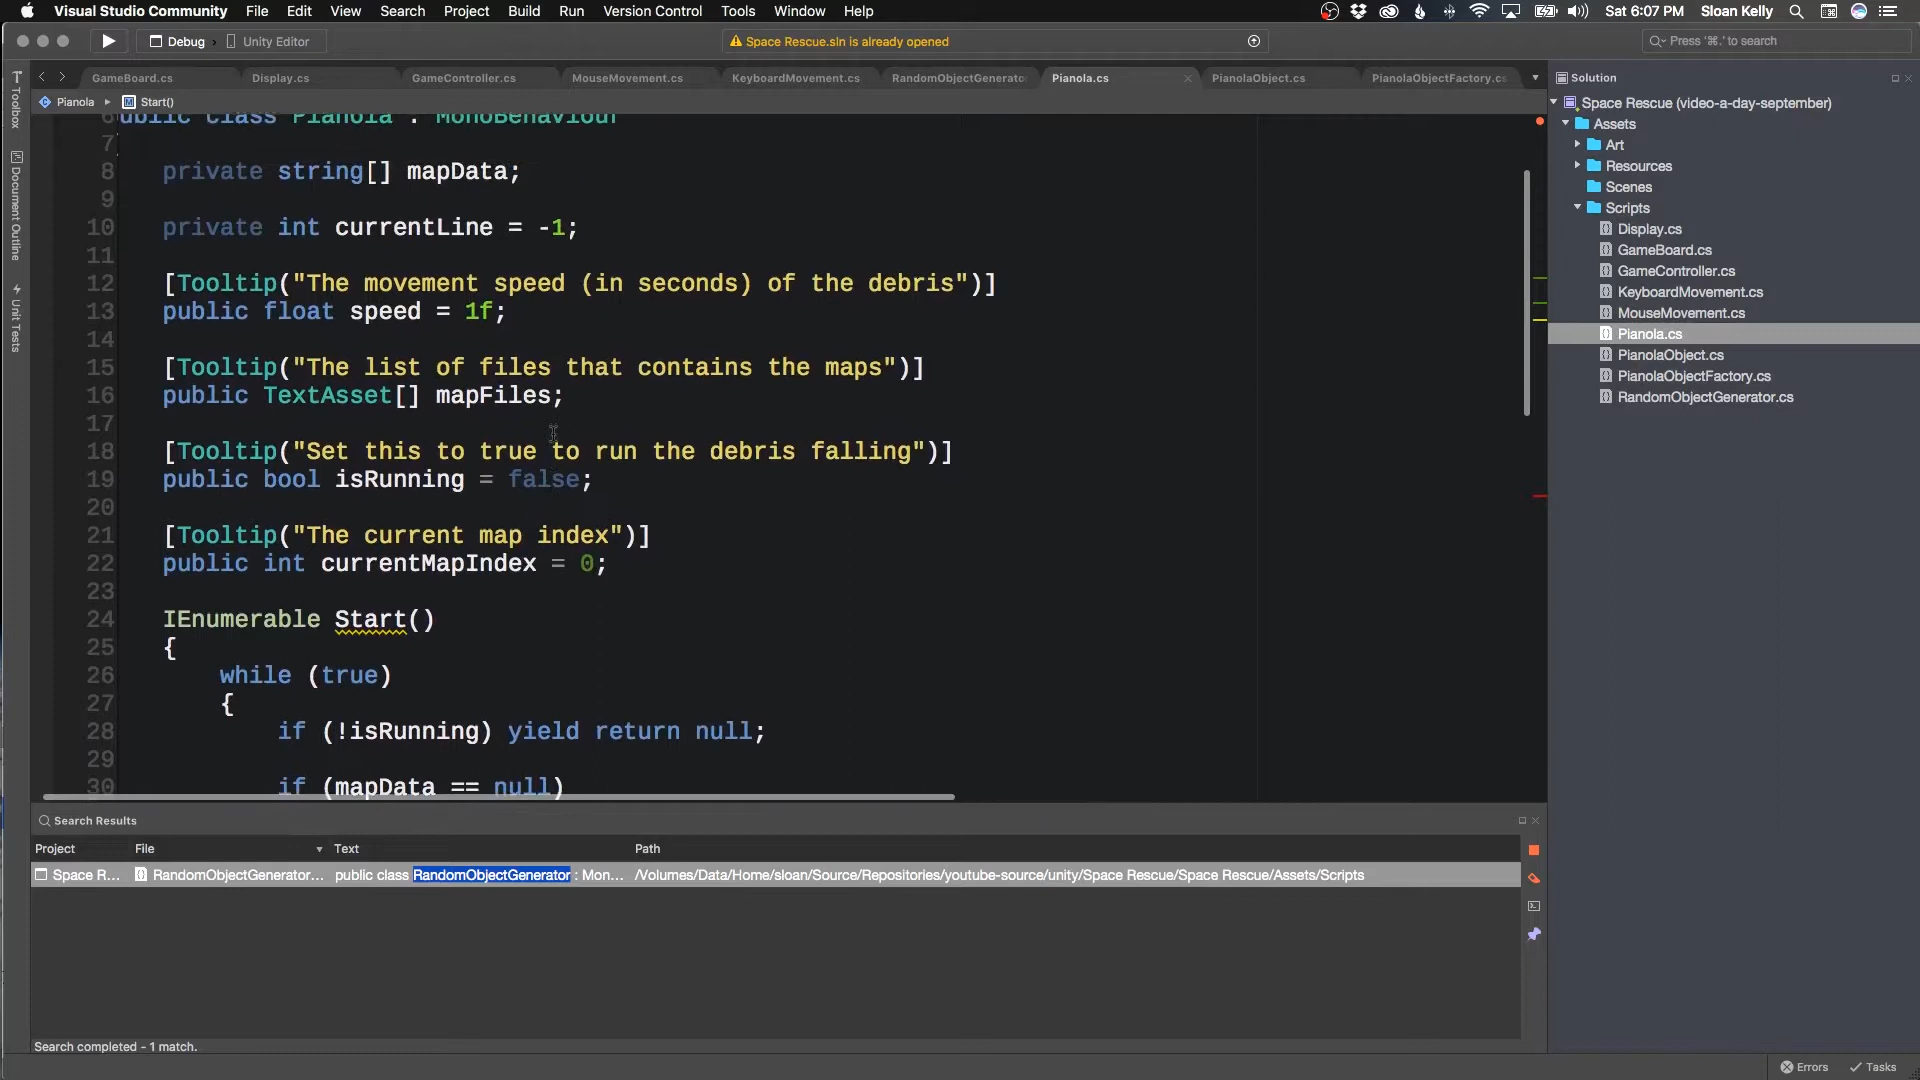 Visual Studio Community File Edit View Search Project Build Run Version Control Tools Window Help Sat 6:07 PM Sloan Kelly
Debug Unity Editor Space Rescue.sln is already opened Press '⌘.' to search
GameBoard.cs Display.cs GameController.cs MouseMovement.cs KeyboardMovement.cs RandomObjectGenerato Pianola.cs PianolaObject.cs PianolaObjectFactory.cs
Pianola Start()
6 ublic class Pianola : MonoBehaviour
7
8 private string[] mapData;
9
10 private int currentLine = -1;
11
12 [Tooltip("The movement speed (in seconds) of the debris")]
13 public float speed = 1f;
14
15 [Tooltip("The list of files that contains the maps")]
16 public TextAsset[] mapFiles;
17
18 [Tooltip("Set this to true to run the debris falling")]
19 public bool isRunning = false;
20
21 [Tooltip("The current map index")]
22 public int currentMapIndex = 0;
23
24 IEnumerable Start()
25 {
26 while (true)
27 {
28 if (!isRunning) yield return null;
29
30 if (mapData == null)
Toolbox
Document Outline
Unit Tests
Solution
Space Rescue (video-a-day-september)
Assets
Art
Resources
Scenes
Scripts
Display.cs
GameBoard.cs
GameController.cs
KeyboardMovement.cs
MouseMovement.cs
Pianola.cs
PianolaObject.cs
PianolaObjectFactory.cs
RandomObjectGenerator.cs
Search Results
Project File Text Path
Space R... RandomObjectGenerator... public class RandomObjectGenerator : Mon... /Volumes/Data/Home/sloan/Source/Repositories/youtube-source/unity/Space Rescue/Space Rescue/Assets/Scripts
Search completed - 1 match.
Errors Tasks